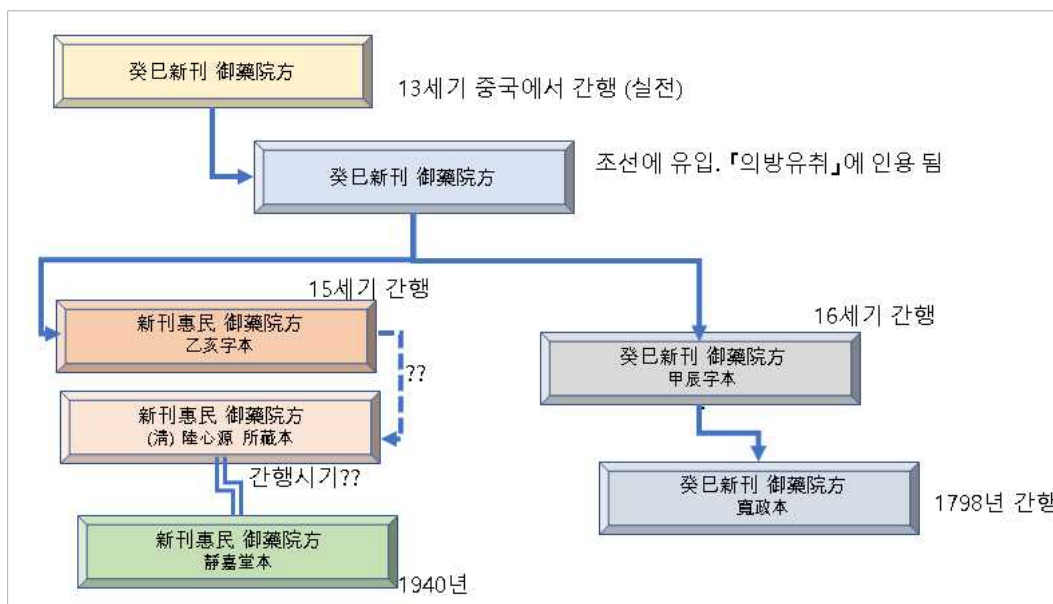 癸巳新刊 御藥院方
13세기 중국에서 간행 (실전)
癸巳新刊 御藥院方
조선에 유입. 『의방유취』에 인용 됨
15세기 간행
新刊惠民 御藥院方
乙亥字本
??
16세기 간행
癸巳新刊 御藥院方
甲辰字本
新刊惠民 御藥院方
(淸) 陸心源 所藏本
간행시기??
癸巳新刊 御藥院方
寬政本
1798년 간행
新刊惠民 御藥院方
靜嘉堂本
1940년